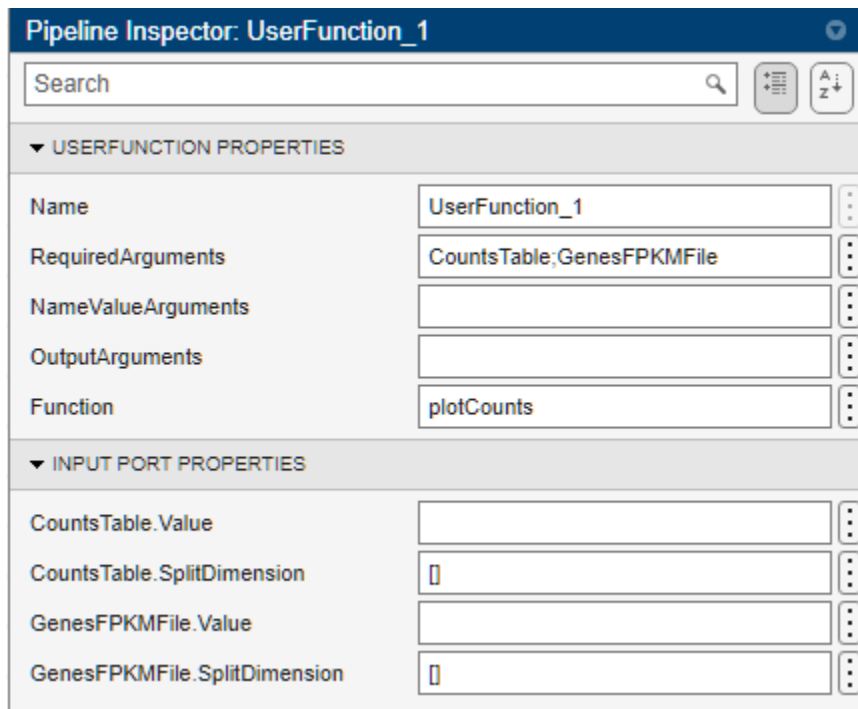 Pipeline Inspector: UserFunction_1
Search
A
Z
USERFUNCTION PROPERTIES
Name UserFunction_1
RequiredArguments CountsTable;GenesFPKMFile
NameValueArguments
OutputArguments
Function plotCounts
INPUT PORT PROPERTIES
CountsTable.Value
CountsTable.SplitDimension []
GenesFPKMFile.Value
GenesFPKMFile.SplitDimension []